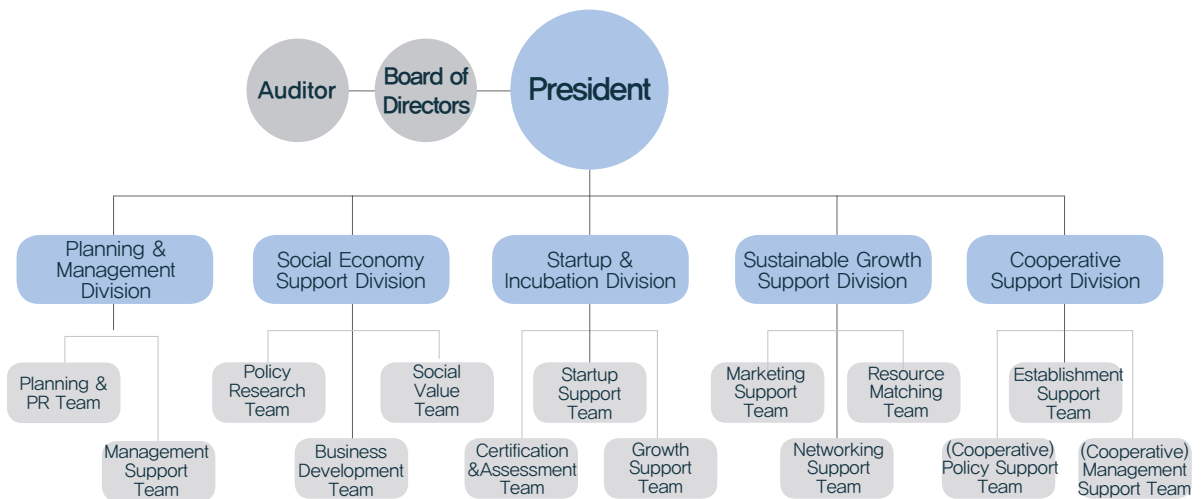 Auditor
Board of
Directors
President
Planning &
Management
Division
Social Economy
Support Division
Startup &
Incubation Division
Sustainable Growth
Support Division
Cooperative
Support Division
Planning &
PR Team
Management
Support
Team
Policy
Research
Team
Business
Development
Team
Social
Value
Team
Certification
&Assessment
Team
Startup
Support
Team
Growth
Support
Team
Marketing
Support
Team
Networking
Support
Team
Resource
Matching
Team
(Cooperative)
Policy Support
Team
Establishment
Support
Team
(Cooperative)
Management
Support Team